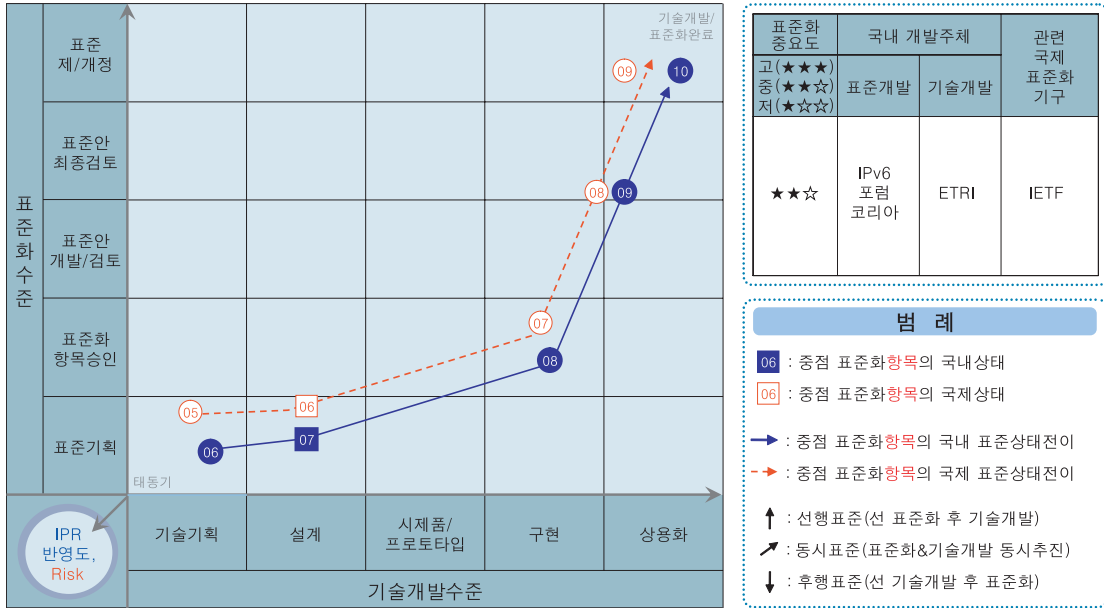 표준화수준
표준
제/개정
표준안
최종검토
표준안
개발/검토
표준화
항목승인
표준기획
기술개발/
표준화완료
09
10
08
09
07
08
05
06
06
07
태동기
IPR
반영도,
Risk
기술기획
설계
시제품/
프로토타입
구현
상용화
기술개발수준
표준화
중요도
고(★★★)
중(★★☆)
저(★☆☆)
국내 개발주체
표준개발
기술개발
관련
국제
표준화
기구
★★☆
IPv6
포럼
코리아
ETRI
IETF
범 례
06 : 중점 표준화항목의 국내상태
06 : 중점 표준화항목의 국제상태
: 중점 표준화항목의 국내 표준상태전이
: 중점 표준화항목의 국제 표준상태전이
: 선행표준(선 표준화 후 기술개발)
: 동시표준(표준화&기술개발 동시추진)
: 후행표준(선 기술개발 후 표준화)